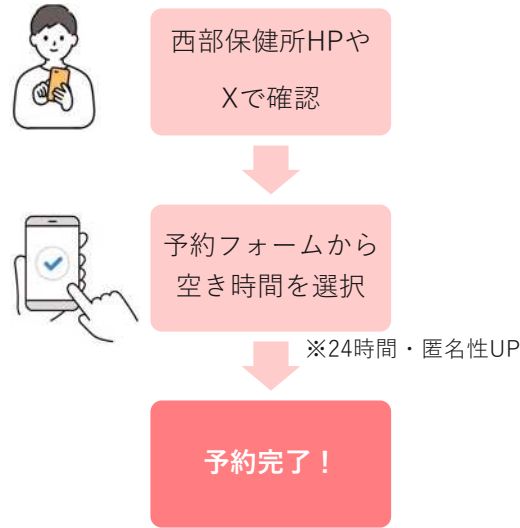 西部保健所HPや
Xで確認
予約フォームから
空き時間を選択
※24時間・匿名性UP
予約完了！